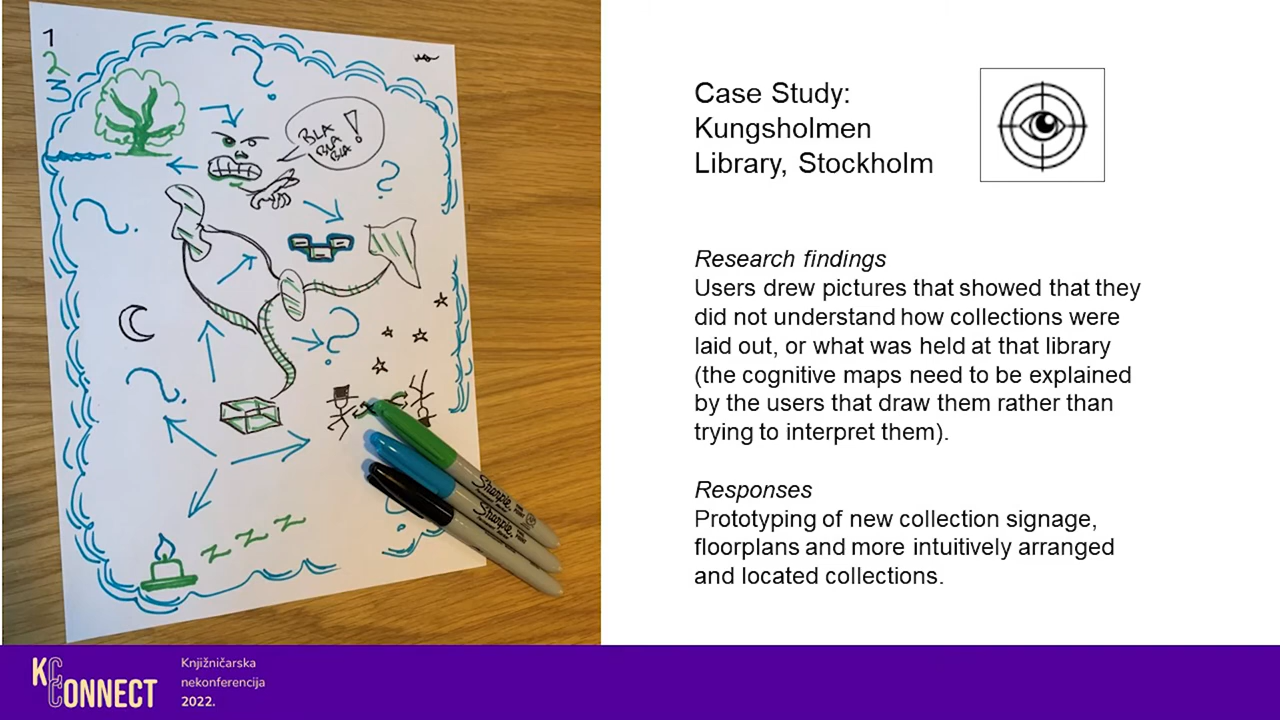 1
2
3
?
BLA
BLA
BLA
!
?
?
?
?
Z Z Z
?
Sharpie
Sharpie
Case Study:
Kungsholmen
Library, Stockholm
Research findings
Users drew pictures that showed that they
did not understand how collections were
laid out, or what was held at that library
(the cognitive maps need to be explained
by the users that draw them rather than
trying to interpret them).
Responses
Prototyping of new collection signage,
floorplans and more intuitively arranged
and located collections.
KCCONNECT
Knjižničarska
nekonferencija
2022.